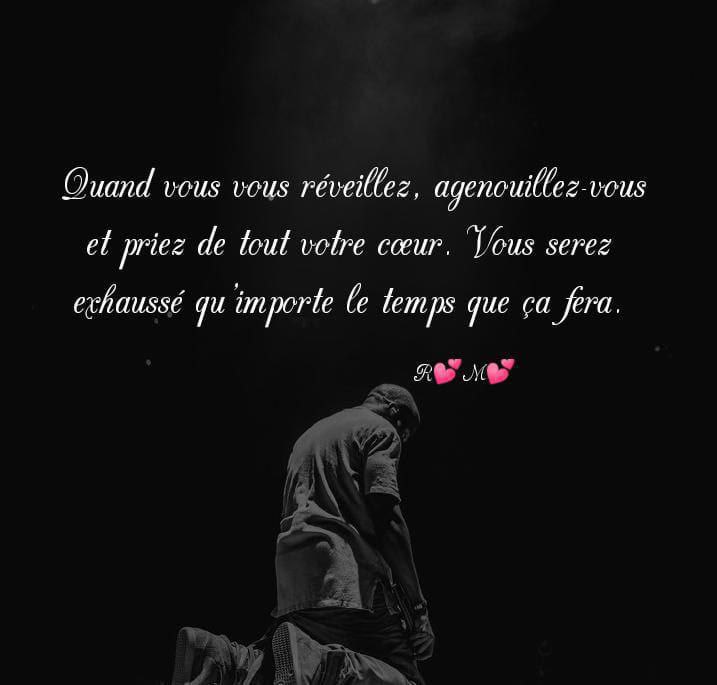 Quand vous vous réveillez, agenouillez-vous
et priez de tout votre cœur. Vous serez
exhaussé qu'importe le temps que ça fera.
R💕M💕